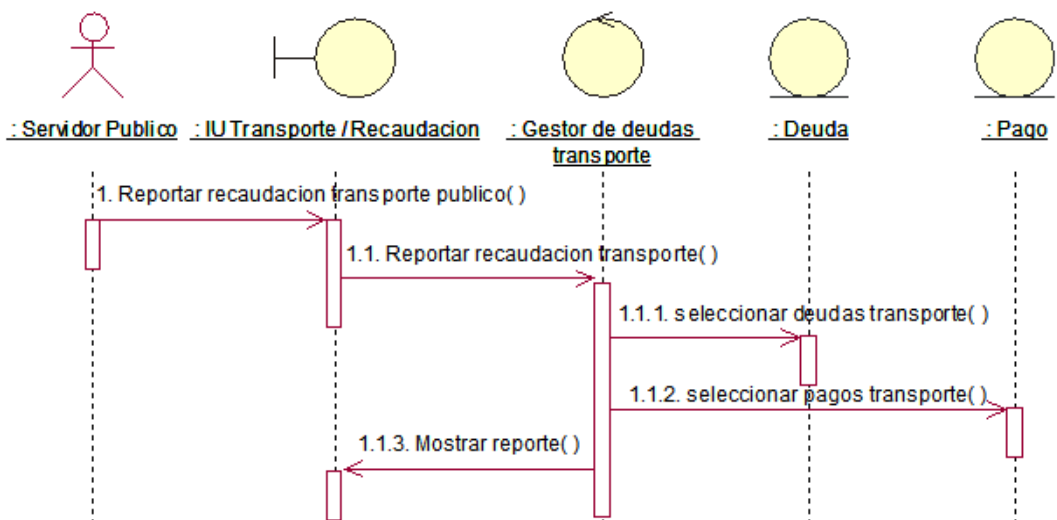 : Servidor Publico
: IU Transporte / Recaudacion
: Gestor de deudas
transporte
: Deuda
: Pago
1. Reportar recaudacion transporte publico( )
1.1. Reportar recaudacion transporte( )
1.1.1. seleccionar deudas transporte( )
1.1.2. seleccionar pagos transporte( )
1.1.3. Mostrar reporte( )